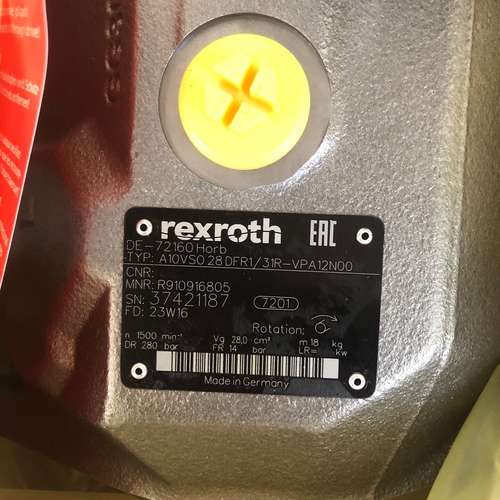 rexroth EAC
DE-72160 Horb
TYP: A10VSO 28 DFR1/31R-VPA12N00
CNR:
MNR: R910916805
SN: 37421187 7201
FD: 23W16
Rotation:
n 1500 min⁻¹ Vg 28,0 cm³ m 18 kg
DR 280 bar FR 14 bar LR= kw
Made in Germany